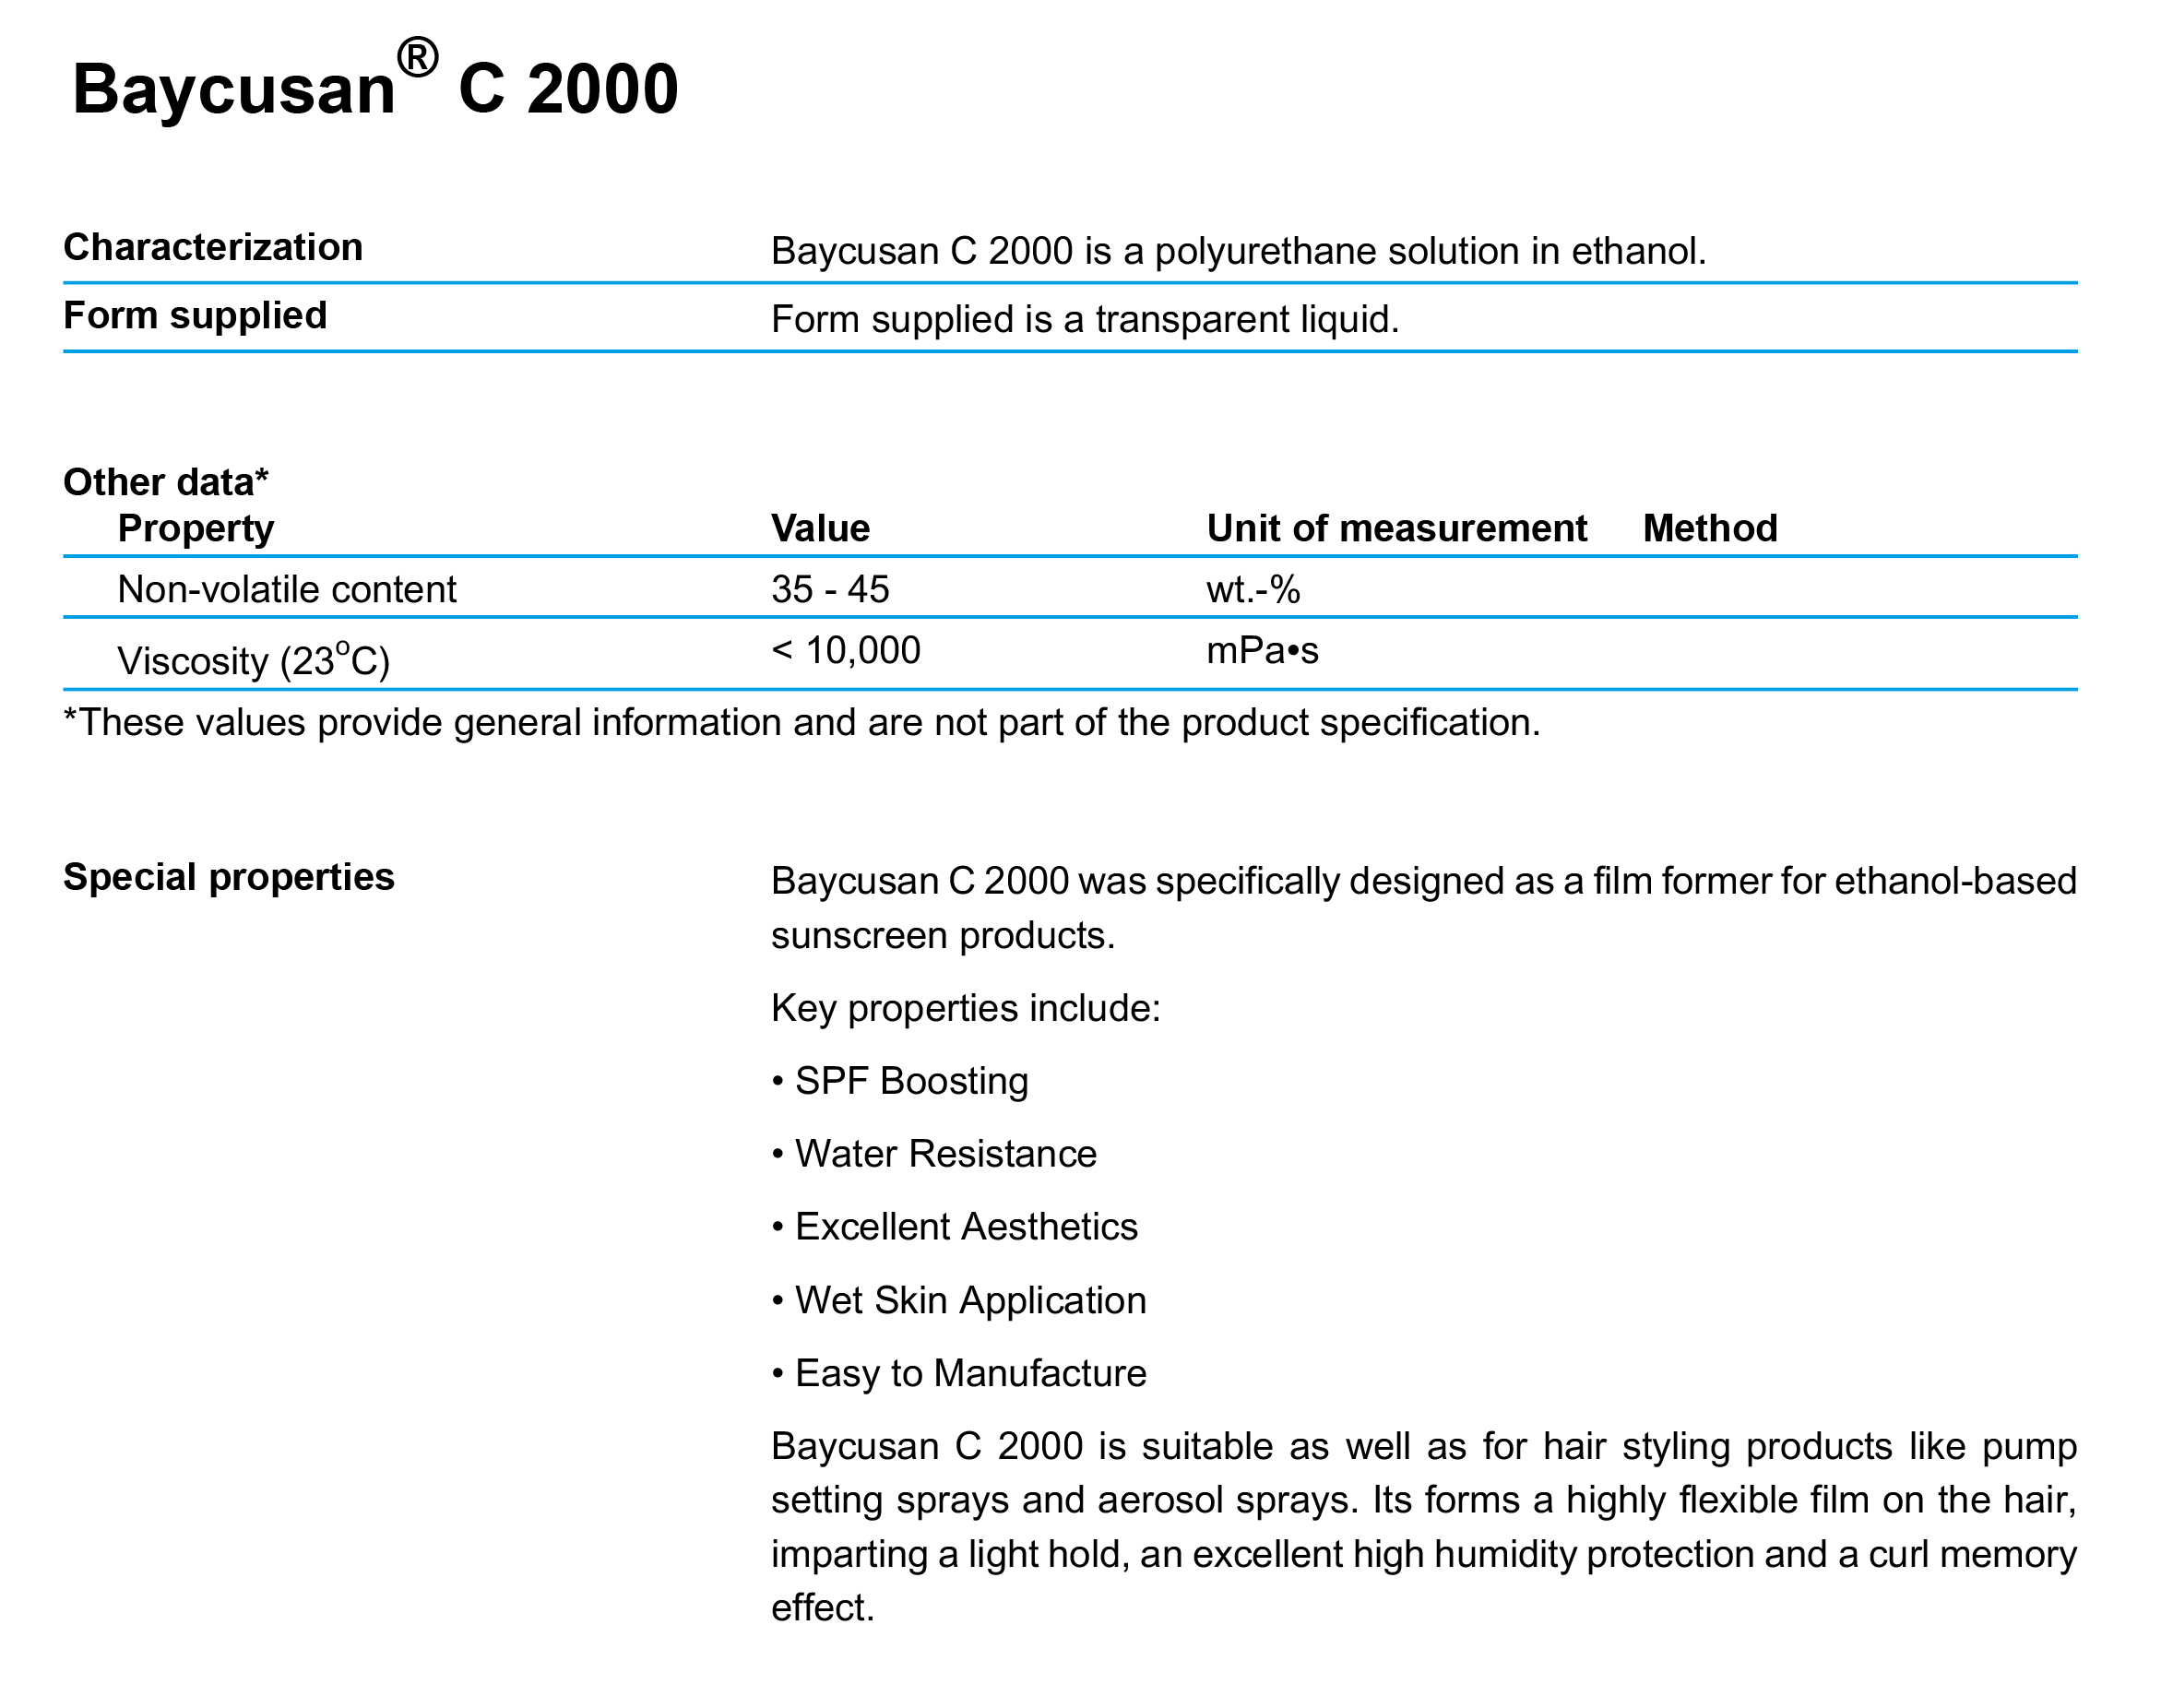 Baycusan® C 2000
Characterization Baycusan C 2000 is a polyurethane solution in ethanol.
Form supplied Form supplied is a transparent liquid.
Other data*
Property Value Unit of measurement Method
Non-volatile content 35 - 45 wt.-%
Viscosity (23°C) < 10,000 mPa•s
*These values provide general information and are not part of the product specification.
Special properties Baycusan C 2000 was specifically designed as a film former for ethanol-based
sunscreen products.
Key properties include:
• SPF Boosting
• Water Resistance
• Excellent Aesthetics
• Wet Skin Application
• Easy to Manufacture
Baycusan C 2000 is suitable as well as for hair styling products like pump
setting sprays and aerosol sprays. Its forms a highly flexible film on the hair,
imparting a light hold, an excellent high humidity protection and a curl memory
effect.